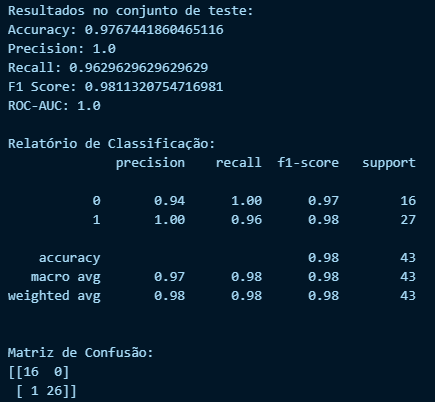 Resultados no conjunto de teste:
Accuracy: 0.9767441860465116
Precision: 1.0
Recall: 0.9629629629629629
F1 Score: 0.9811320754716981
ROC-AUC: 1.0
Relatório de Classificação:
precision recall f1-score support
0 0.94 1.00 0.97 16
1 1.00 0.96 0.98 27
accuracy 0.98 43
macro avg 0.97 0.98 0.98 43
weighted avg 0.98 0.98 0.98 43
Matriz de Confusão:
[[16 0]
[ 1 26]]